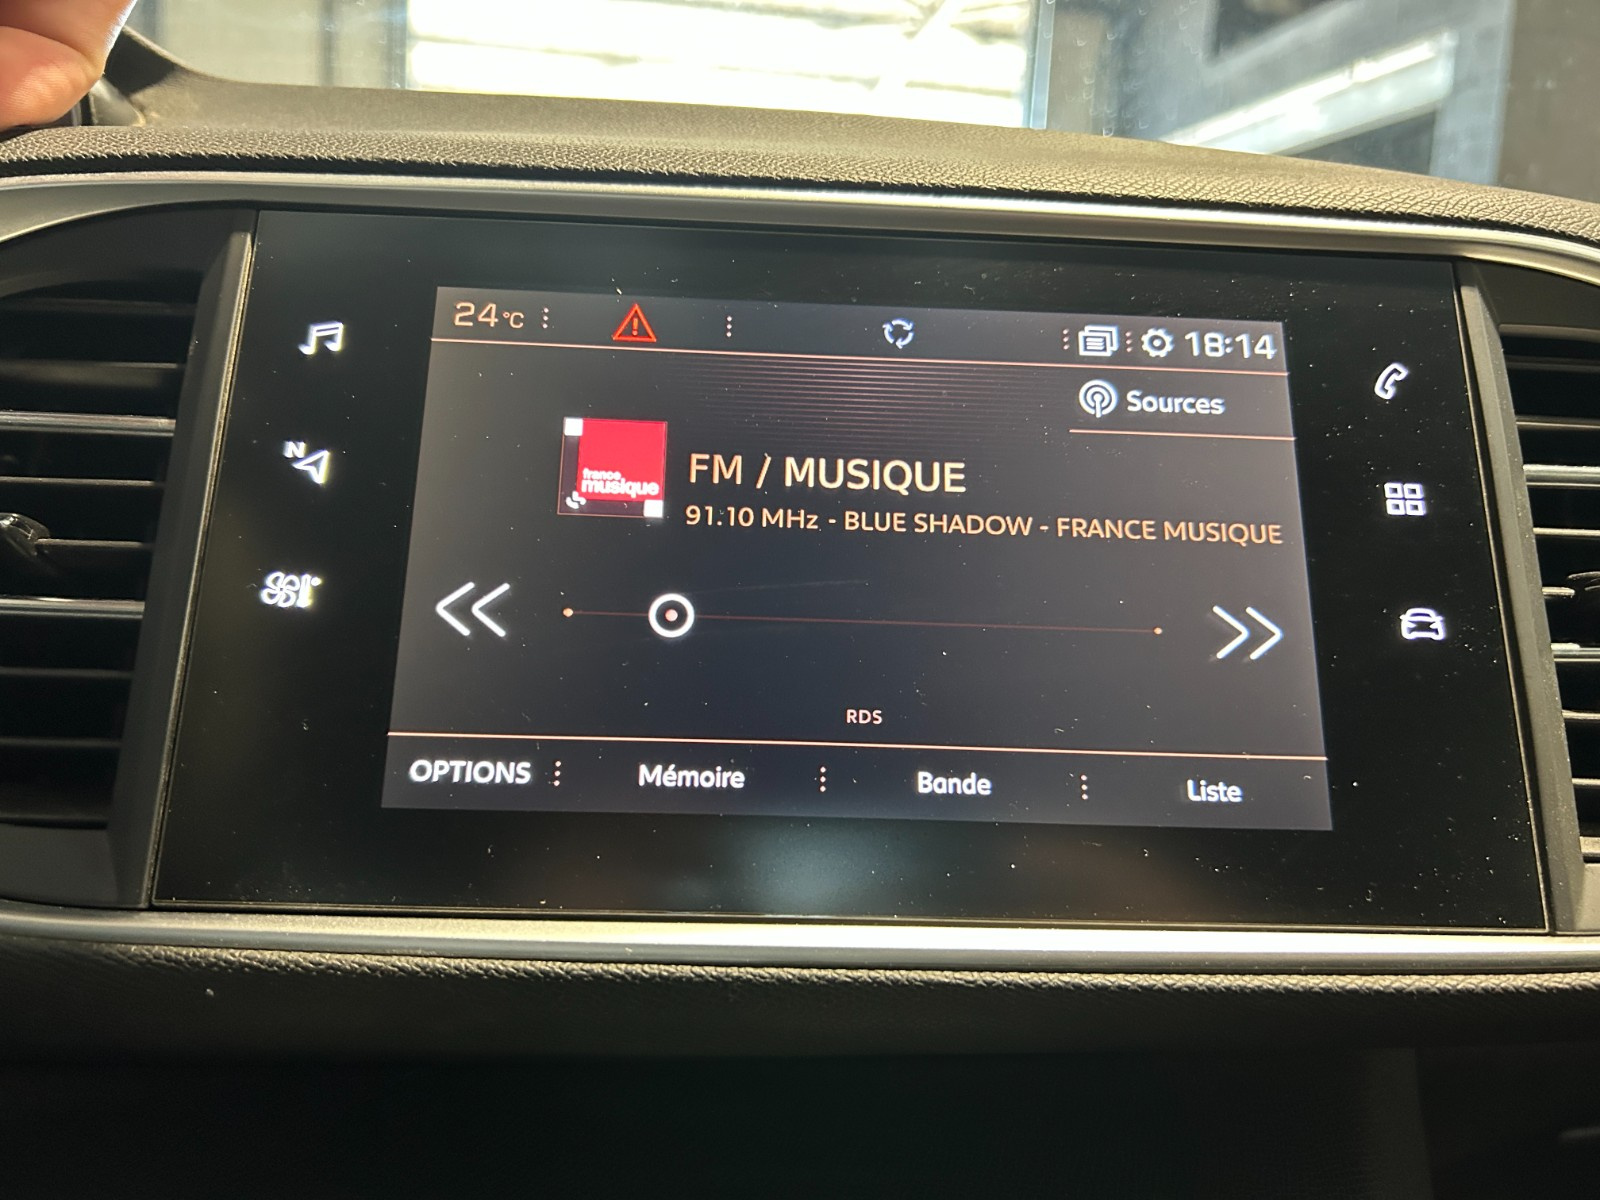 24°C
18:14
Sources
france
musique
FM / MUSIQUE
91.10 MHz - BLUE SHADOW - FRANCE MUSIQUE
N
RDS
OPTIONS
Mémoire
Bande
Liste